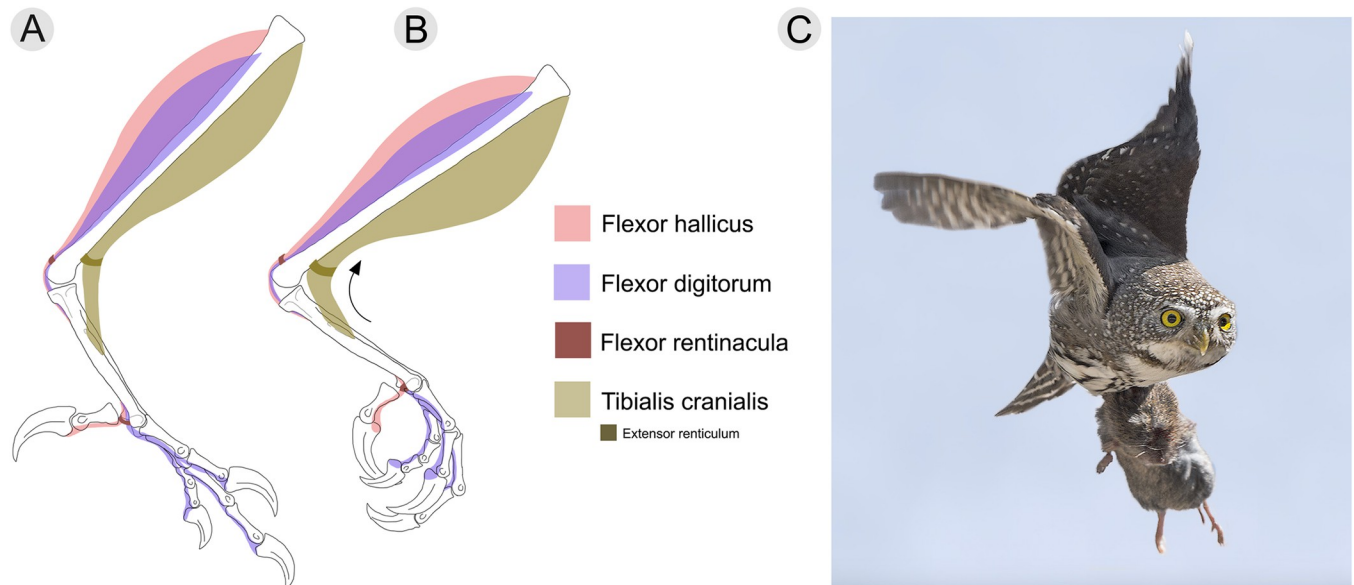 A
B
C
Flexor hallicus
Flexor digitorum
Flexor rentinacula
Tibialis cranialis
Extensor renticulum